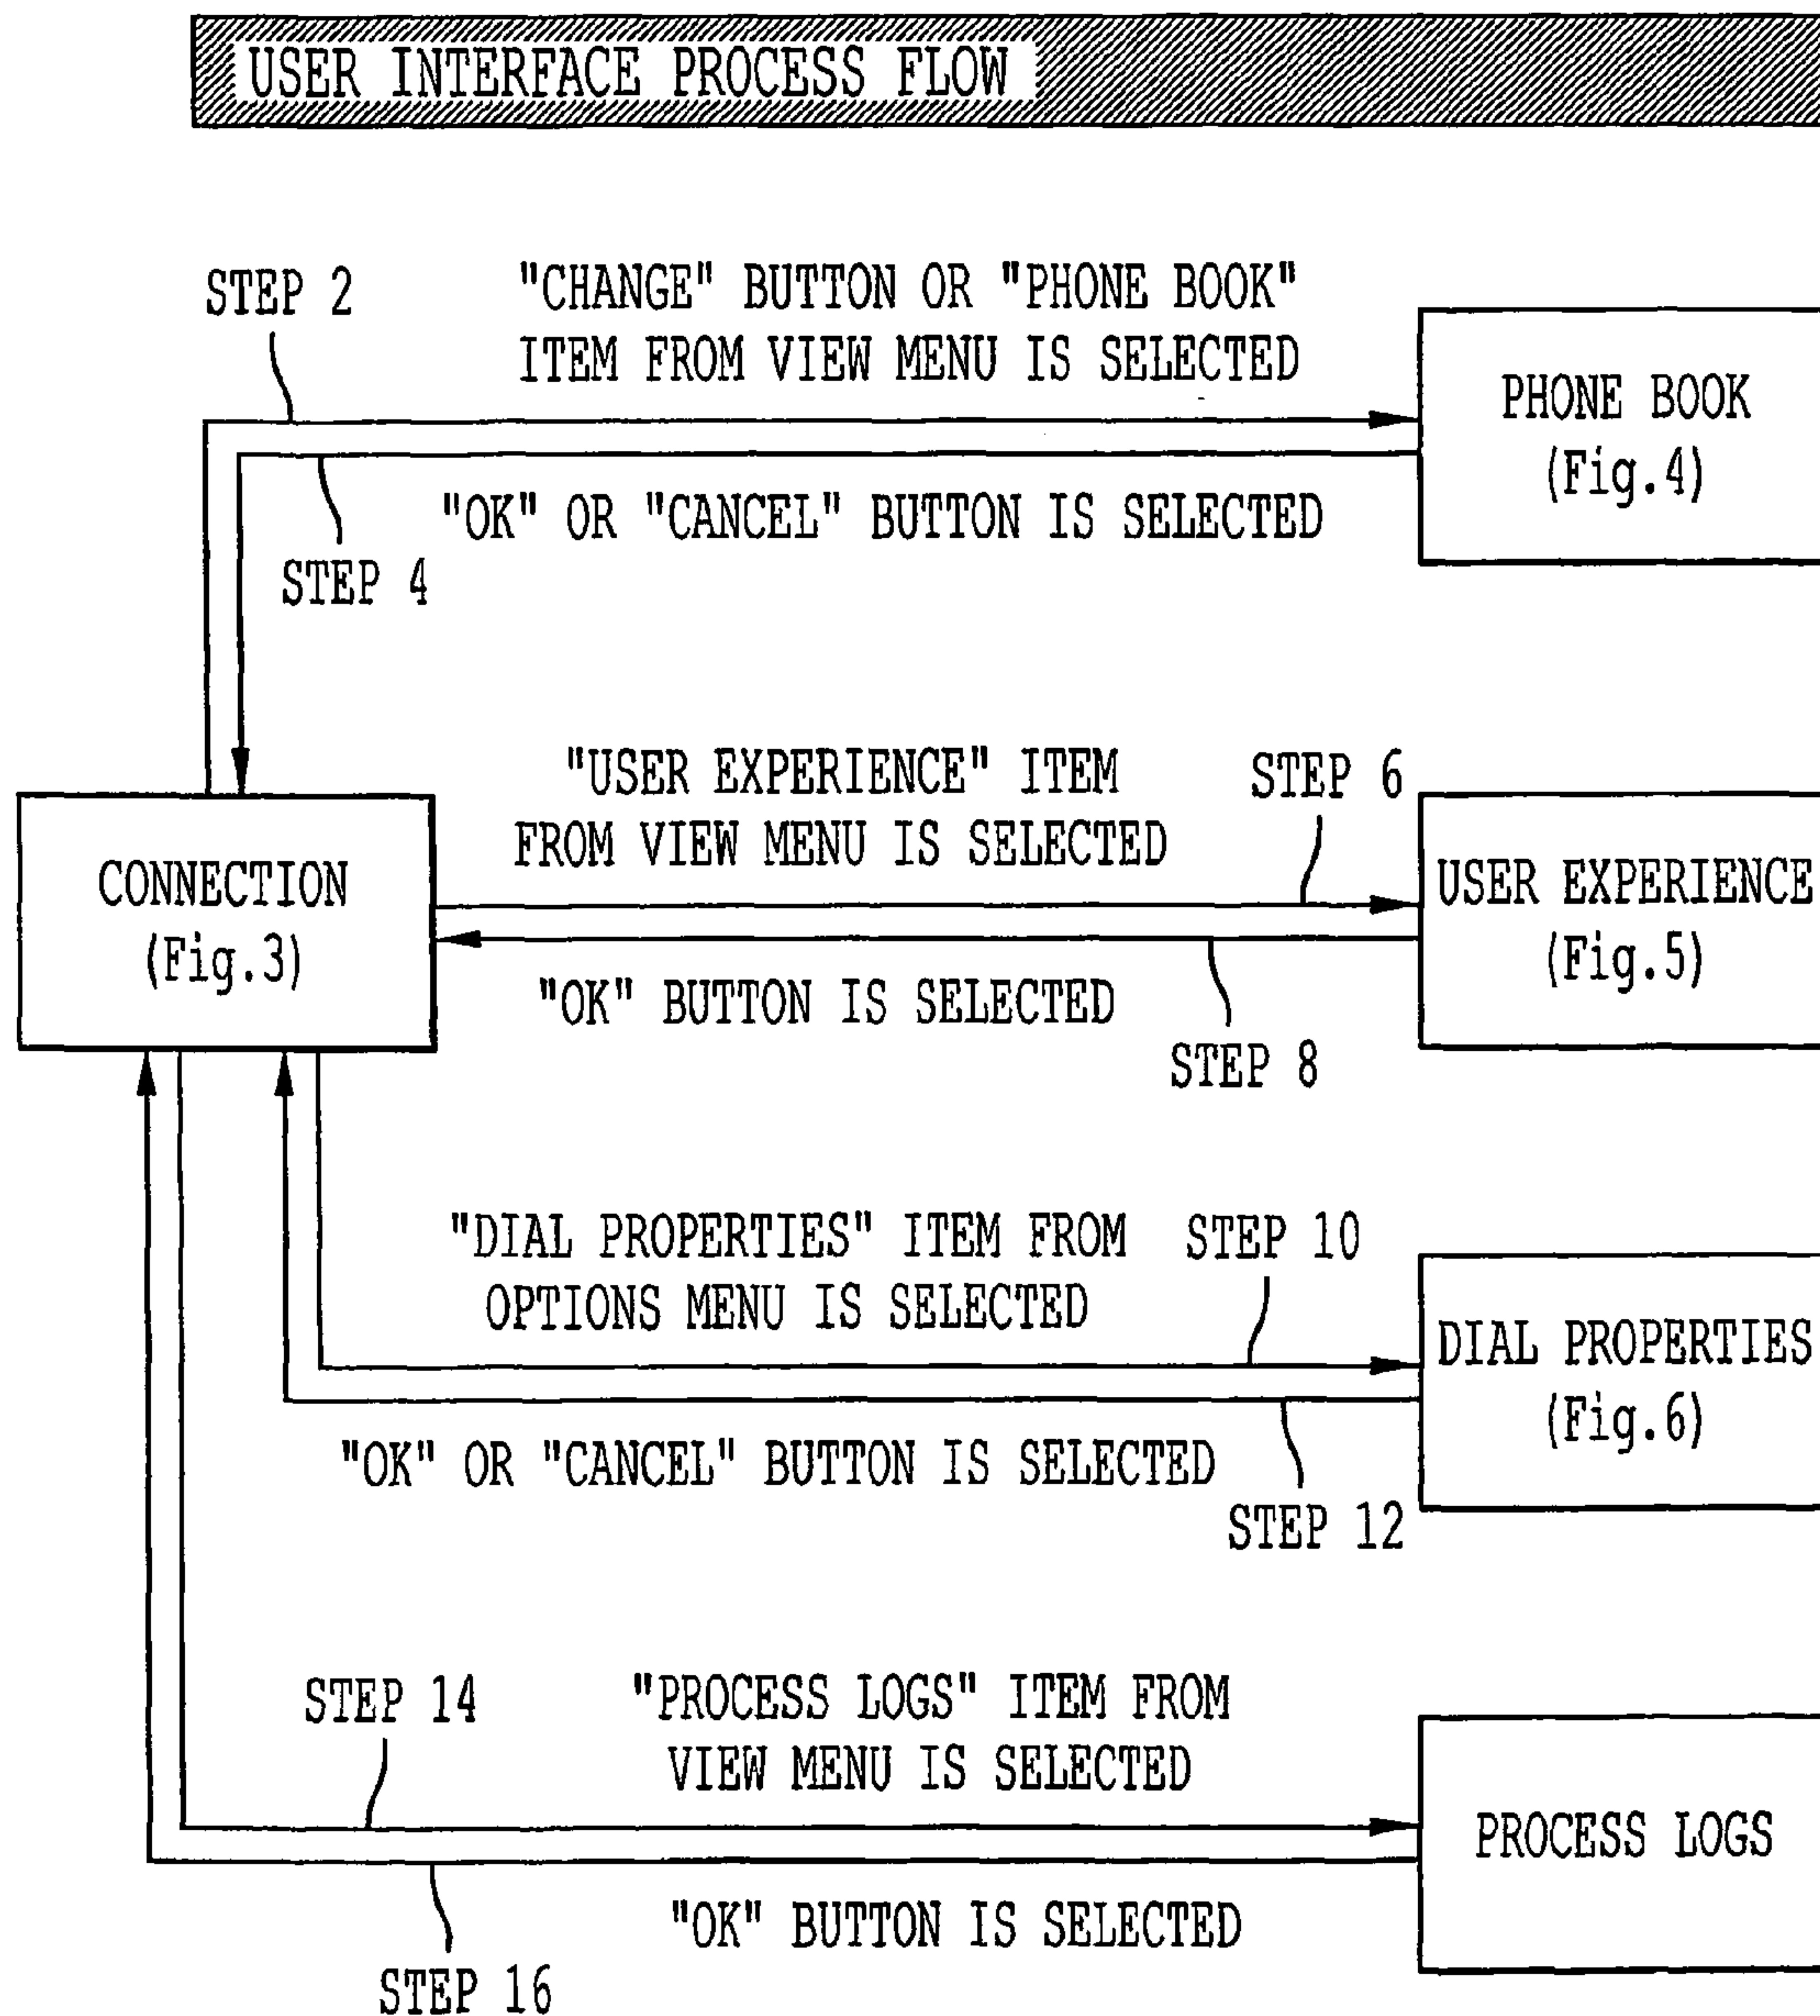 USER INTERFACE PROCESS FLOW
STEP 2
"CHANGE" BUTTON OR "PHONE BOOK"
ITEM FROM VIEW MENU IS SELECTED
PHONE BOOK
(Fig.4)
"OK" OR "CANCEL" BUTTON IS SELECTED
STEP 4
"USER EXPERIENCE" ITEM
FROM VIEW MENU IS SELECTED
STEP 6
CONNECTION
(Fig.3)
USER EXPERIENCE
(Fig.5)
"OK" BUTTON IS SELECTED
STEP 8
"DIAL PROPERTIES" ITEM FROM
OPTIONS MENU IS SELECTED
STEP 10
DIAL PROPERTIES
(Fig.6)
"OK" OR "CANCEL" BUTTON IS SELECTED
STEP 12
STEP 14
"PROCESS LOGS" ITEM FROM
VIEW MENU IS SELECTED
PROCESS LOGS
"OK" BUTTON IS SELECTED
STEP 16